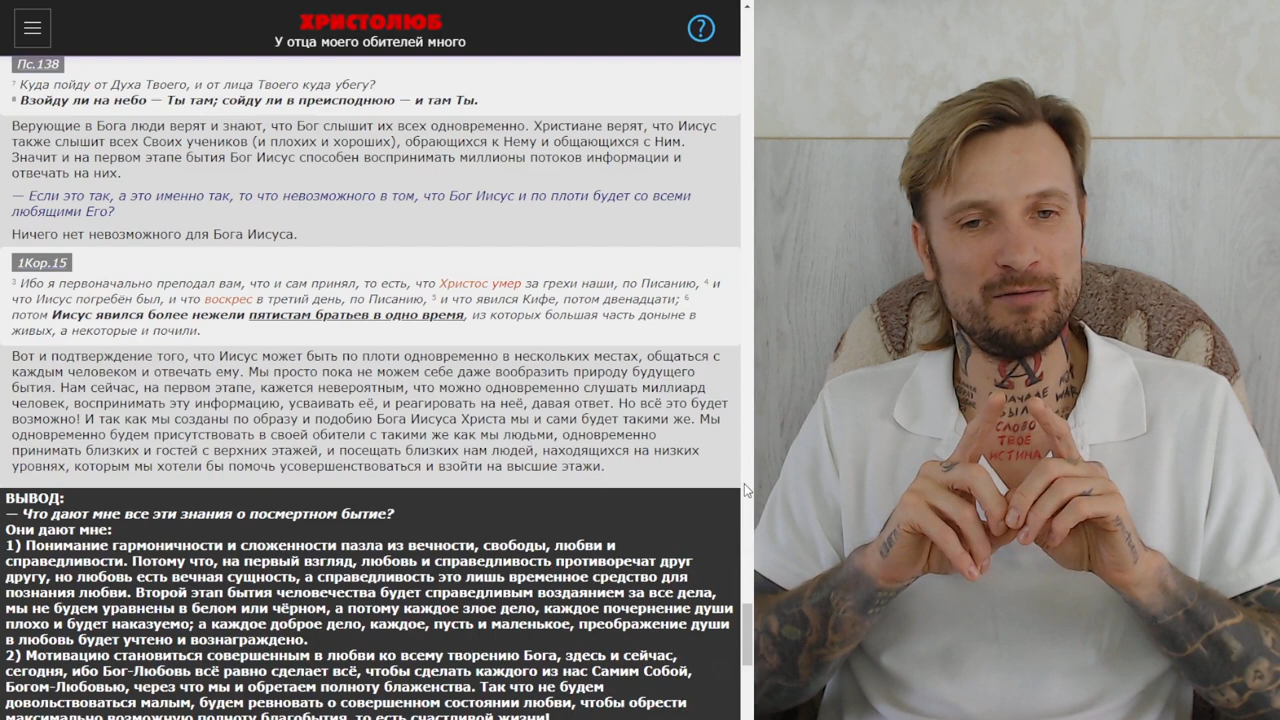 ХРИСТОЛЮБ
У отца моего обителей много
?
Пс.138
7 Куда пойду от Духа Твоего, и от лица Твоего куда убегу?
8 Взойду ли на небо — Ты там; сойду ли в преисподнюю — и там Ты.
Верующие в Бога люди верят и знают, что Бог слышит их всех одновременно. Христиане верят, что Иисус
также слышит всех Своих учеников (и плохих и хороших), обрающихся к Нему и общающихся с Ним.
Значит и на первом этапе бытия Бог Иисус способен воспринимать миллионы потоков информации и
отвечать на них.
— Если это так, а это именно так, то что невозможного в том, что Бог Иисус и по плоти будет со всеми
любящими Его?
Ничего нет невозможного для Бога Иисуса.
1Кор.15
3 Ибо я первоначально преподал вам, что и сам принял, то есть, что Христос умер за грехи наши, по Писанию, 4 и
что Иисус погребён был, и что воскрес в третий день, по Писанию, 5 и что явился Кифе, потом двенадцати; 6
потом Иисус явился более нежели пятистам братьев в одно время, из которых большая часть доныне в
живых, а некоторые и почили.
Вот и подтверждение того, что Иисус может быть по плоти одновременно в нескольких местах, общаться с
каждым человеком и отвечать ему. Мы просто пока не можем себе даже вообразить природу будущего
бытия. Нам сейчас, на первом этапе, кажется невероятным, что можно одновременно слушать миллиард
человек, воспринимать эту информацию, усваивать её, и реагировать на неё, давая ответ. Но всё это будет
возможно! И так как мы созданы по образу и подобию Бога Иисуса Христа мы и сами будет такими же. Мы
одновременно будем присутствовать в своей обители с такими же как мы людьми, одновременно
принимать близких и гостей с верхних этажей, и посещать близких нам людей, находящихся на низких
уровнях, которым мы хотели бы помочь усовершенствоваться и взойти на высшие этажи.
ВЫВОД:
— Что дают мне все эти знания о посмертном бытие?
Они дают мне:
1) Понимание гармоничности и сложенности пазла из вечности, свободы, любви и
справедливости. Потому что, на первый взгляд, любовь и справедливость противоречат друг
другу, но любовь есть вечная сущность, а справедливость это лишь временное средство для
познания любви. Второй этап бытия человечества будет справедливым воздаянием за все дела,
мы не будем уравнены в белом или чёрном, а потому каждое злое дело, каждое почернение души
плохо и будет наказуемо; а каждое доброе дело, каждое, пусть и маленькое, преображение души
в любовь будет учтено и вознаграждено.
2) Мотивацию становиться совершенным в любви ко всему творению Бога, здесь и сейчас,
сегодня, ибо Бог-Любовь всё равно сделает всё, чтобы сделать каждого из нас Самим Собой,
Богом-Любовью, через что мы и обретаем полноту блаженства. Так что не будем
довольствоваться малым, будем ревновать о совершенном состоянии любви, чтобы обрести
максимально возможную полноту благобытия, то есть счастливой жизни!
НАЧАЛЕ
БЫЛ
СЛОВО
ТВОЕ
ИСТИНА